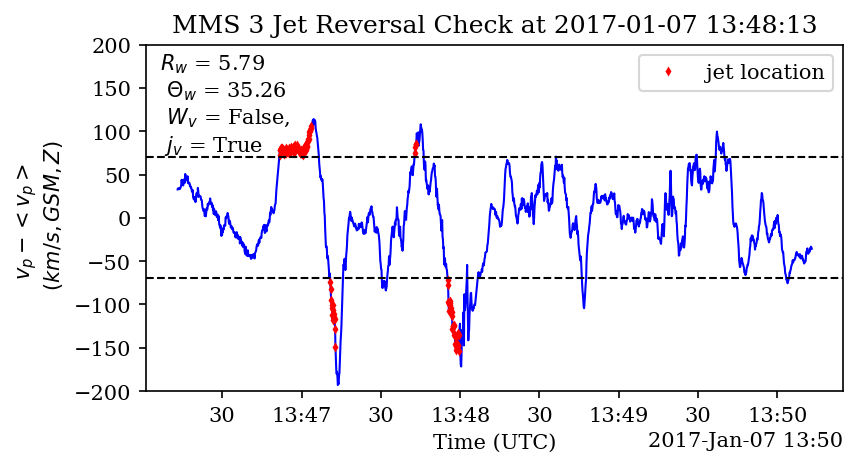 MMS 3 Jet Reversal Check at 2017-01-07 13:48:13
R_w = 5.79
Θ_w = 35.26
W_v = False,
j_v = True
jet location
200
150
100
50
0
−50
−100
−150
−200
v_p − < v_p >
(km/s, GSM, Z)
30 13:47 30 13:48 30 13:49 30 13:50
Time (UTC)
2017-Jan-07 13:50